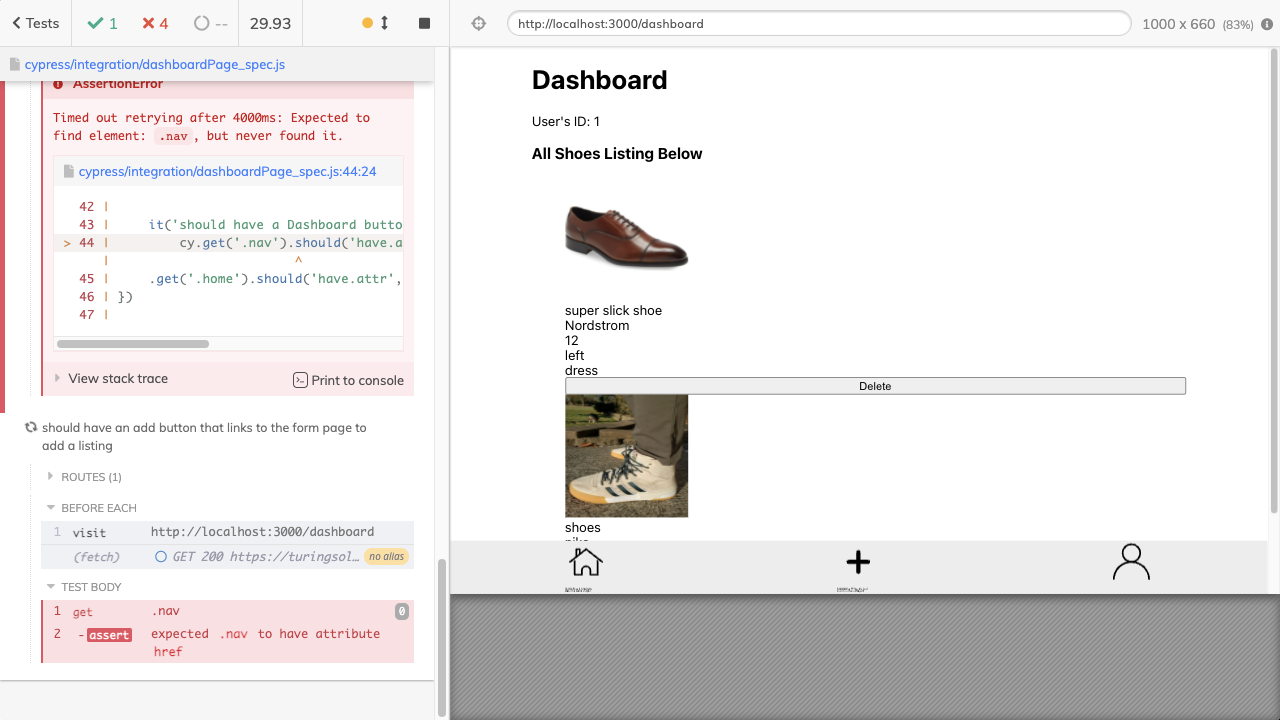 Tests
1
4
--
29.93
http://localhost:3000/dashboard
1000 x 660 (83%)
cypress/integration/dashboardPage_spec.js
AssertionError
Timed out retrying after 4000ms: Expected to
find element: .nav, but never found it.
cypress/integration/dashboardPage_spec.js:44:24
42 |
43 | it('should have a Dashboard butto
> 44 | cy.get('.nav').should('have.a
| ^
45 | .get('.home').should('have.attr',
46 | })
47 |
View stack trace
Print to console
should have an add button that links to the form page to
add a listing
ROUTES (1)
BEFORE EACH
1 visit http://localhost:3000/dashboard
(fetch) GET 200 https://turingsol… no alias
TEST BODY
1 get .nav 0
2 -assert expected .nav to have attribute
href
Dashboard
User's ID: 1
All Shoes Listing Below
super slick shoe
Nordstrom
12
left
dress
Delete
shoes